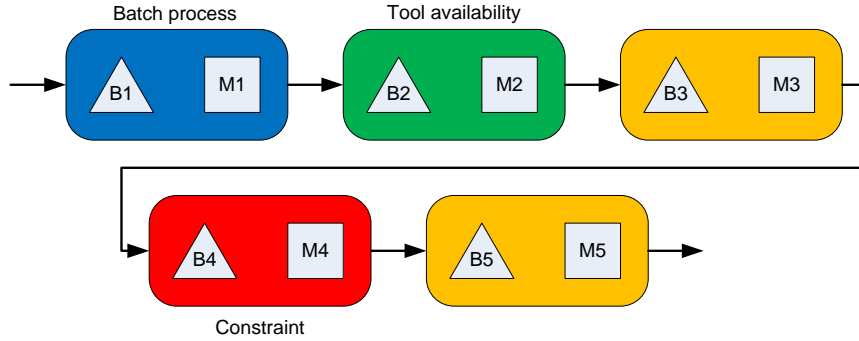 Batch process
Tool availability
B1
M1
B2
M2
B3
M3
B4
M4
B5
M5
Constraint